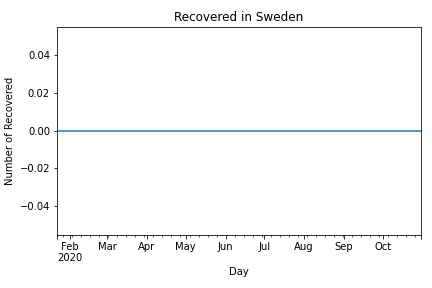 Recovered in Sweden
Number of Recovered
0.04
0.02
0.00
−0.02
−0.04
Feb Mar Apr May Jun Jul Aug Sep Oct
2020
Day